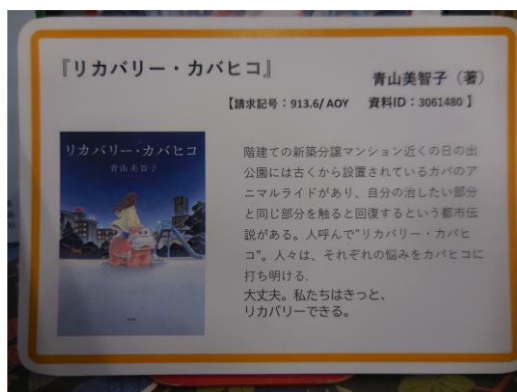 『リカバリー・カバヒコ』
青山美智子（著）
【請求記号：913.6/ AOY　資料ID：3061480 】
リカバリー・カバヒコ
青山美智子
階建ての新築分譲マンション近くの日の出
公園には古くから設置されているカバのア
ニマルライドがあり、自分の治したい部分
と同じ部分を触ると回復するという都市伝
説がある。人呼んで"リカバリー・カバヒ
コ"。人々は、それぞれの悩みをカバヒコに
打ち明ける.
大丈夫。私たちはきっと、
リカバリーできる。